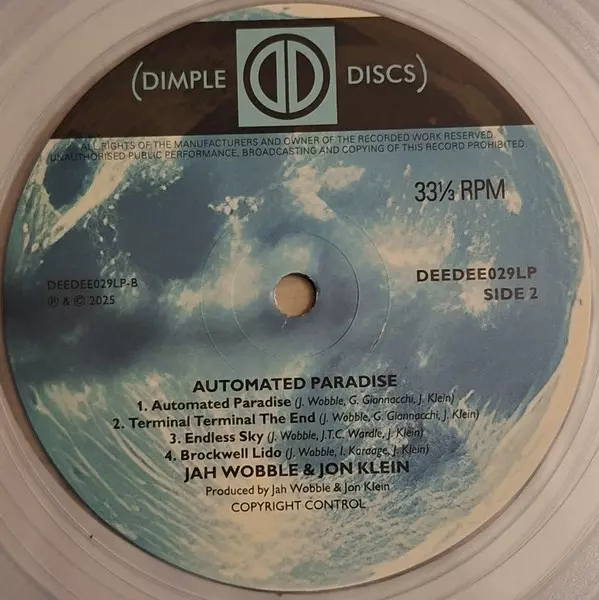 (DIMPLE DISCS)
ALL RIGHTS OF THE MANUFACTURERS AND OWNER OF THE RECORDED WORK RESERVED.
UNAUTHORISED PUBLIC PERFORMANCE, BROADCASTING AND COPYING OF THIS RECORD PROHIBITED.
33⅓ RPM
DEEDEE029LP-B
℗ & © 2025
DEEDEE029LP
SIDE 2
AUTOMATED PARADISE
1. Automated Paradise (J. Wobble, G. Giannacchi, J. Klein)
2. Terminal Terminal The End (J. Wobble, G. Giannacchi, J. Klein)
3. Endless Sky (J. Wobble, J.T.C. Wardle, J. Klein)
4. Brockwell Lido (J. Wobble, I. Karaage, J. Klein)
JAH WOBBLE & JON KLEIN
Produced by Jah Wobble & Jon Klein
COPYRIGHT CONTROL